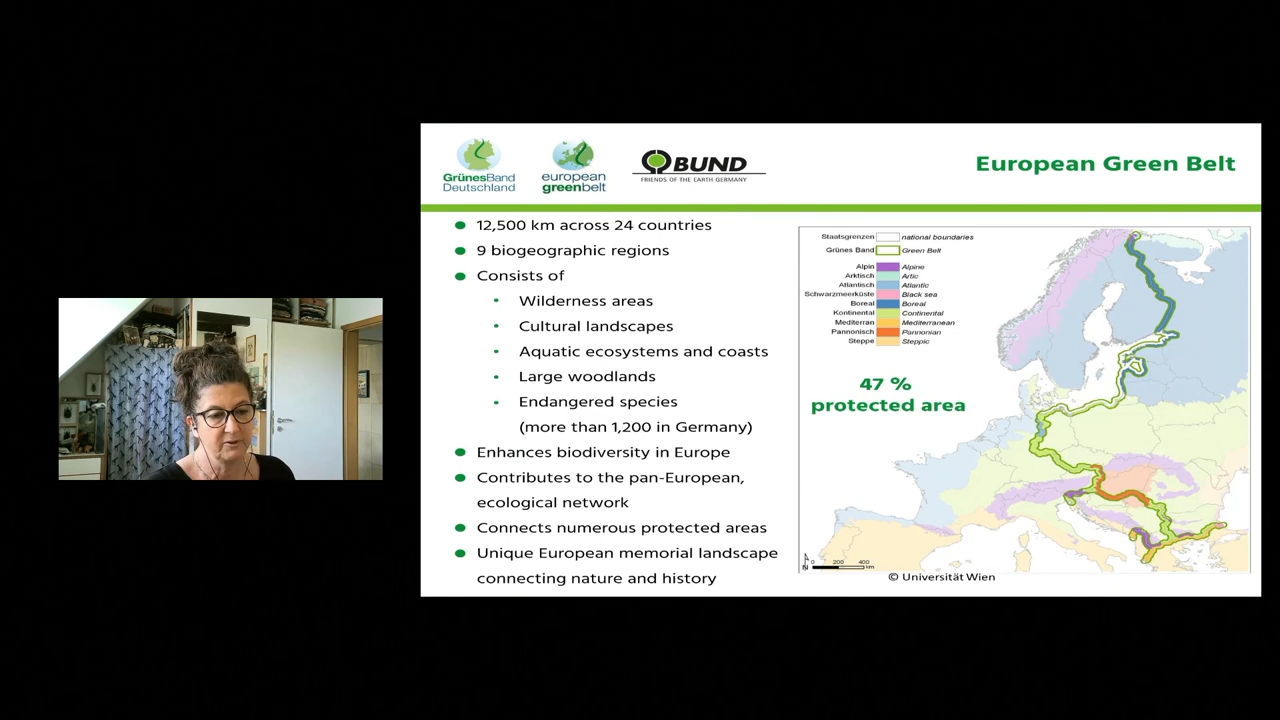 GrünesBand
Deutschland
european
greenbelt
BUND
FRIENDS OF THE EARTH GERMANY
European Green Belt
12,500 km across 24 countries
9 biogeographic regions
Consists of
Wilderness areas
Cultural landscapes
Aquatic ecosystems and coasts
Large woodlands
Endangered species
(more than 1,200 in Germany)
Enhances biodiversity in Europe
Contributes to the pan-European,
ecological network
Connects numerous protected areas
Unique European memorial landscape
connecting nature and history
Staatsgrenzen national boundaries
Grünes Band Green Belt
Alpin Alpine
Arktisch Artic
Atlantisch Atlantic
Schwarzmeerküste Black sea
Boreal Boreal
Kontinental Continental
Mediterran Mediterranean
Pannonisch Pannonian
Steppe Steppic
47 %
protected area
N 0 200 400
km
© Universität Wien